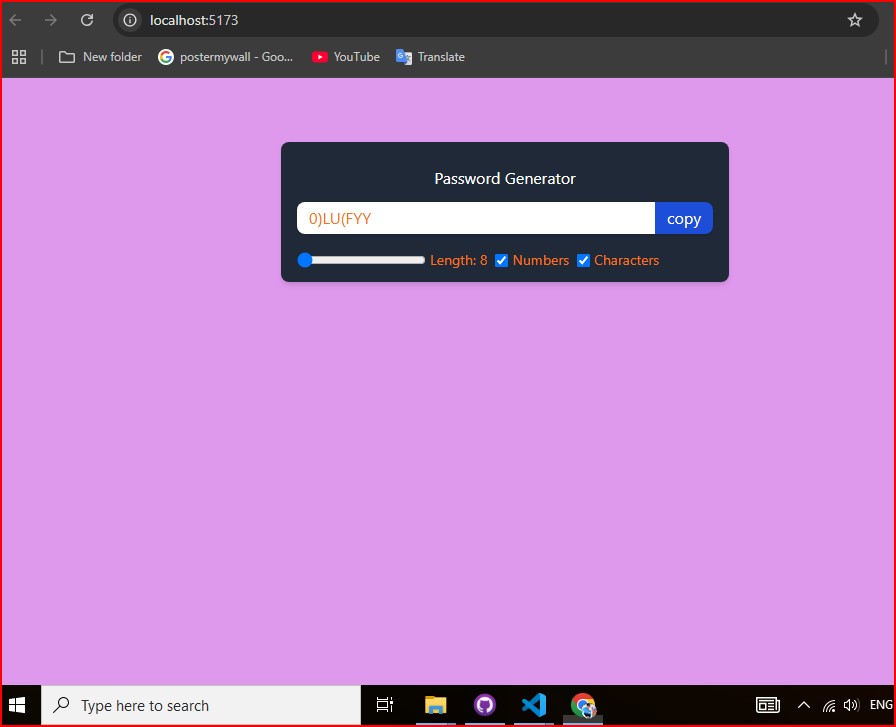 localhost:5173
New folder postermywall - Goo... YouTube Translate
Password Generator
0)LU(FYY copy
Length: 8 Numbers Characters
Type here to search ENG